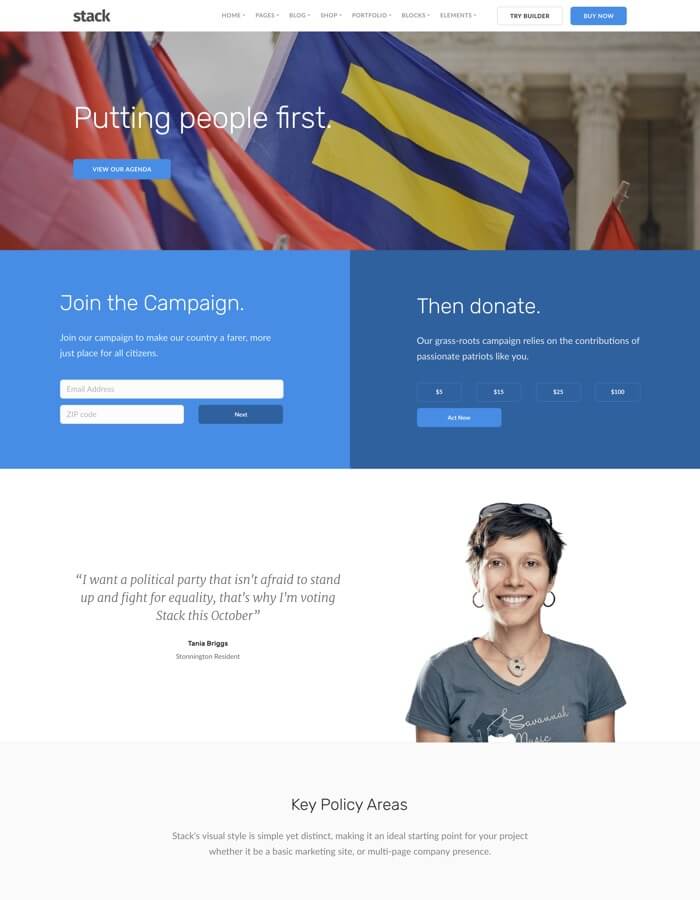 stack
HOME PAGES BLOG SHOP PORTFOLIO BLOCKS ELEMENTS TRY BUILDER BUY NOW
Putting people first.
VIEW OUR AGENDA
Join the Campaign.
Join our campaign to make our country a farer, more
just place for all citizens.
Email Address
ZIP code Next
Then donate.
Our grass-roots campaign relies on the contributions of
passionate patriots like you.
$5 $15 $25 $100
Act Now
“I want a political party that isn't afraid to stand
up and fight for equality, that's why I'm voting
Stack this October”
Tania Briggs
Stonnington Resident
Savannah
Music
Key Policy Areas
Stack's visual style is simple yet distinct, making it an ideal starting point for your project
whether it be a basic marketing site, or multi-page company presence.